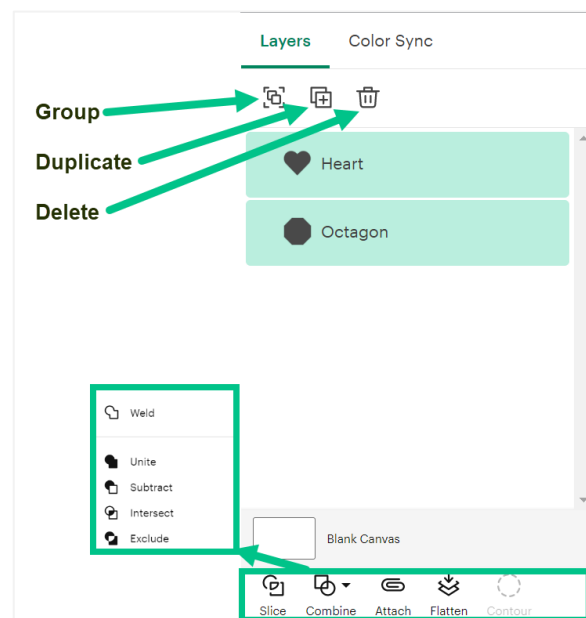 Layers Color Sync
Group
Duplicate
Delete
Heart
Octagon
Weld
Unite
Subtract
Intersect
Exclude
Blank Canvas
Slice Combine Attach Flatten Contour